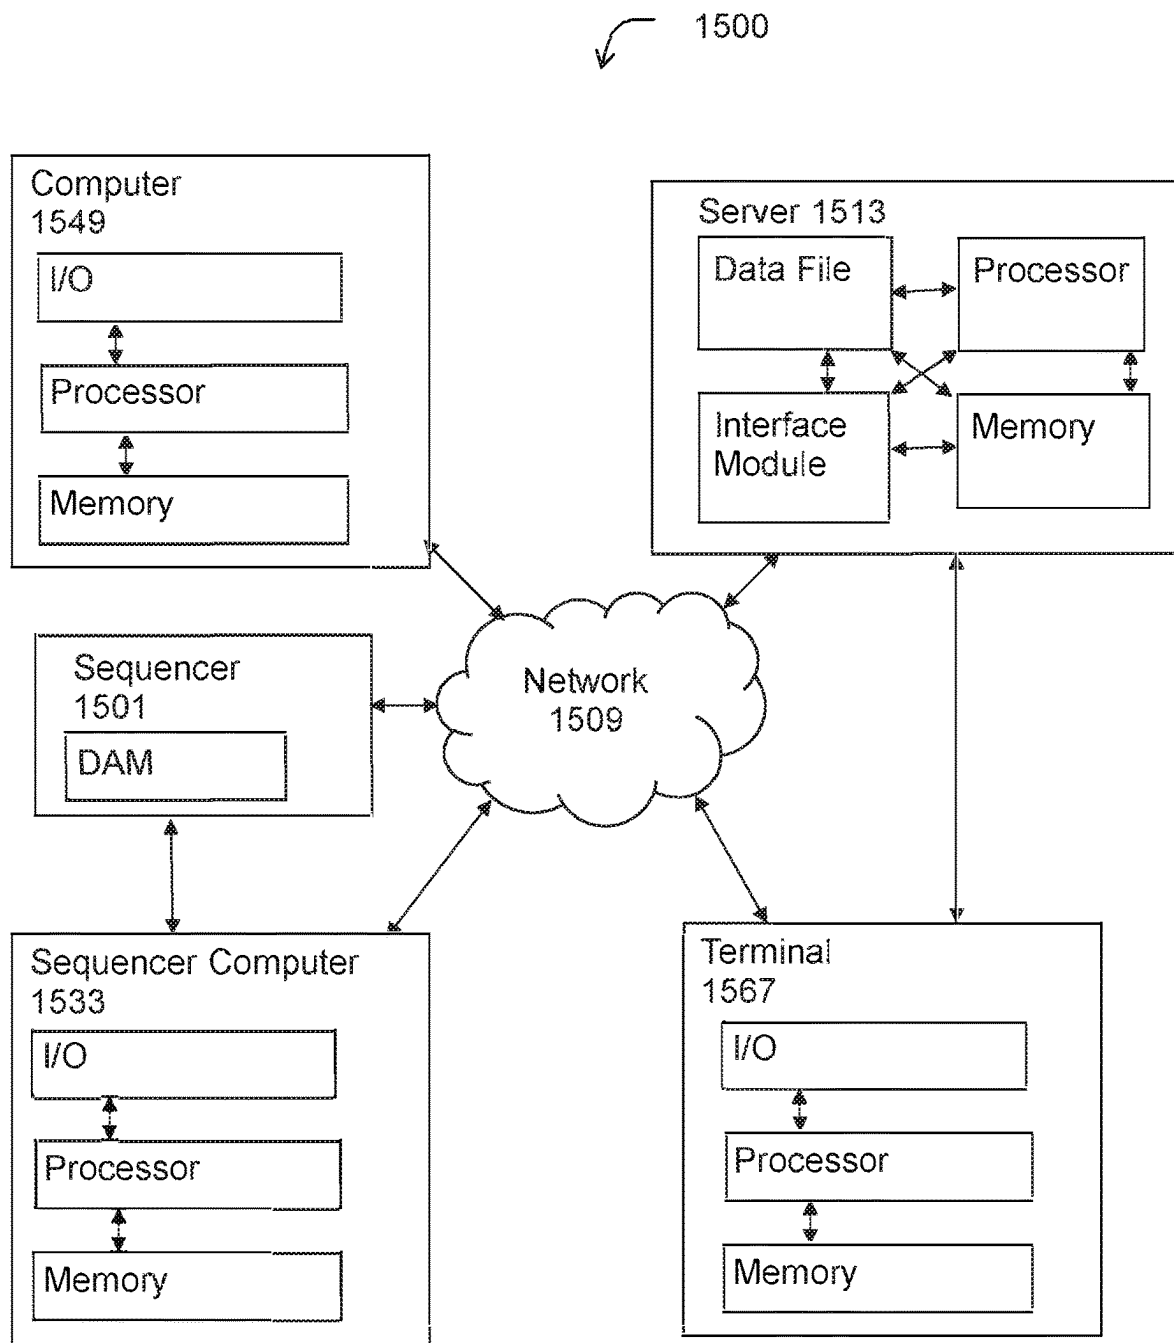 1500
Computer
1549
I/O
Processor
Memory
Server 1513
Data File
Processor
Interface
Module
Memory
Sequencer
1501
DAM
Network
1509
Sequencer Computer
1533
I/O
Processor
Memory
Terminal
1567
I/O
Processor
Memory